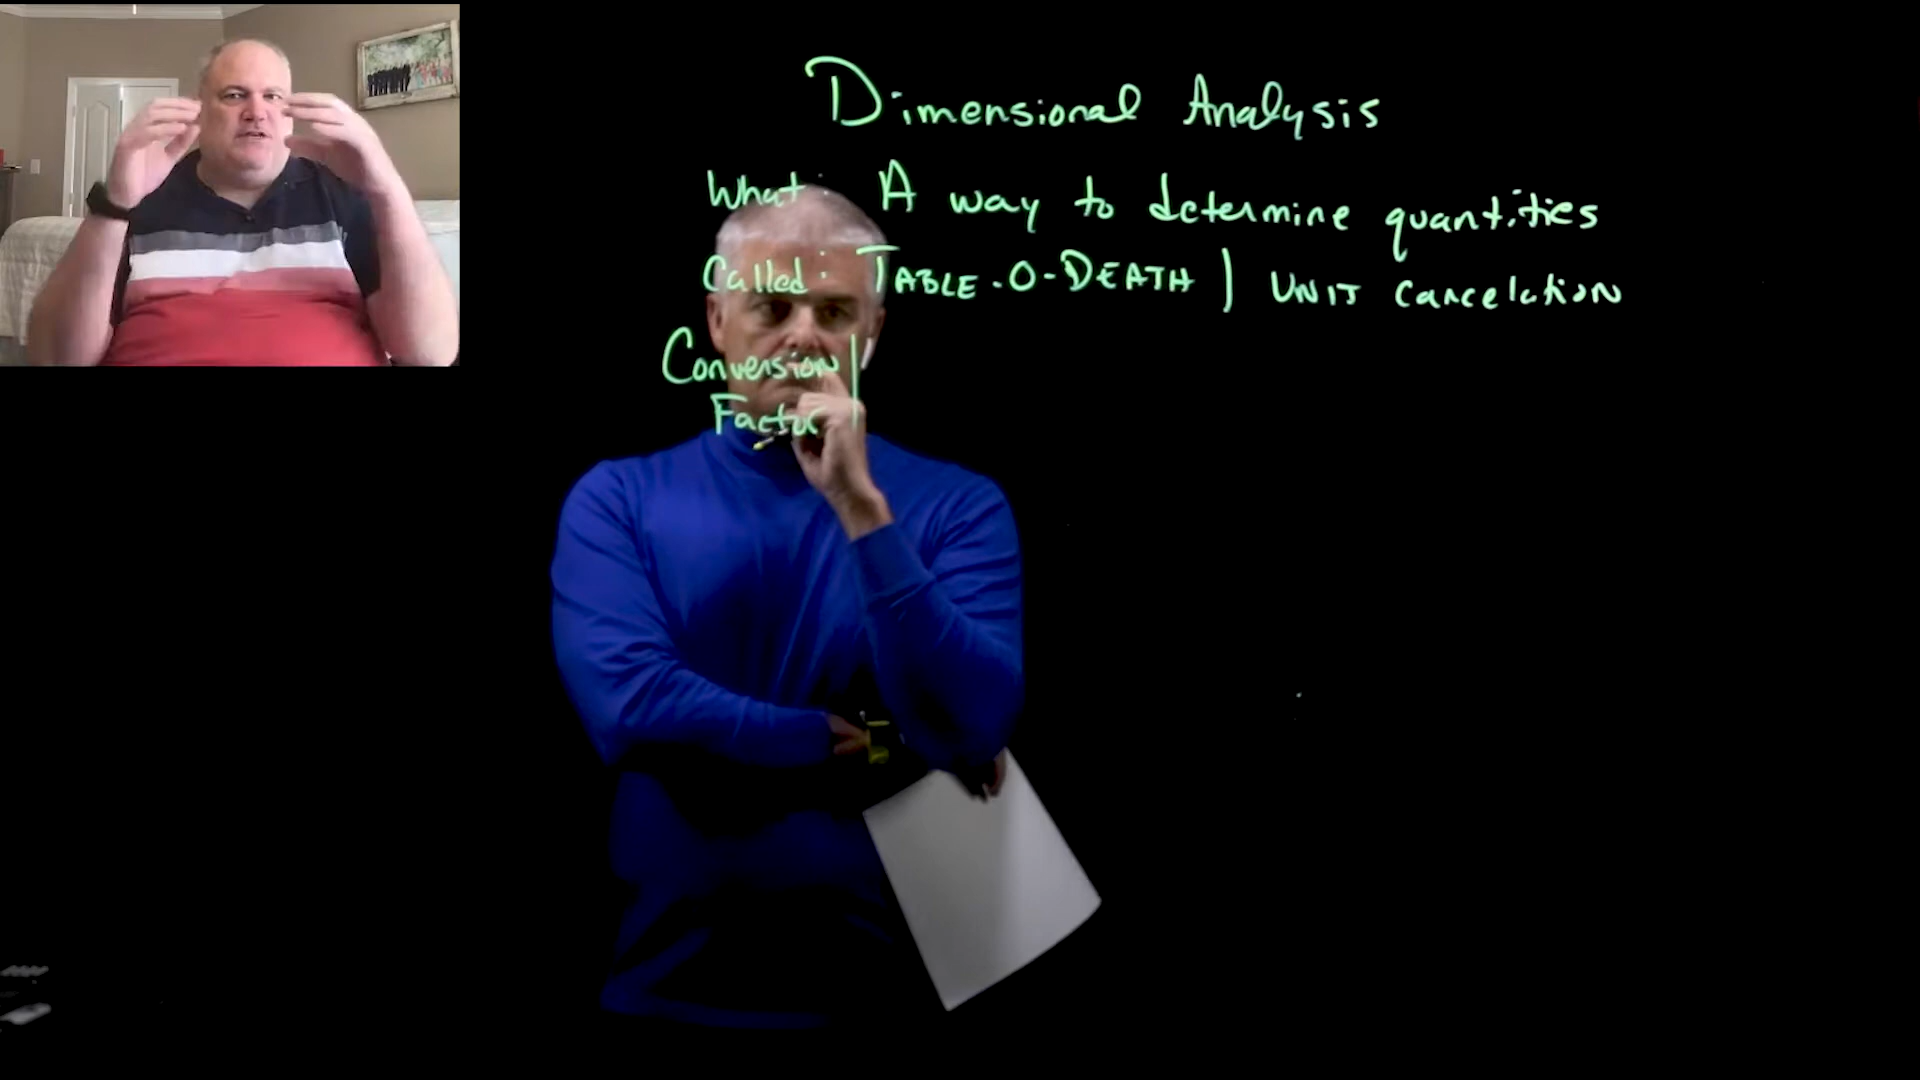 Dimensional Analysis
What: A way to determine quantities
Called: TABLE-O-DEATH | UNIT Cancelation
Conversion |
Factor